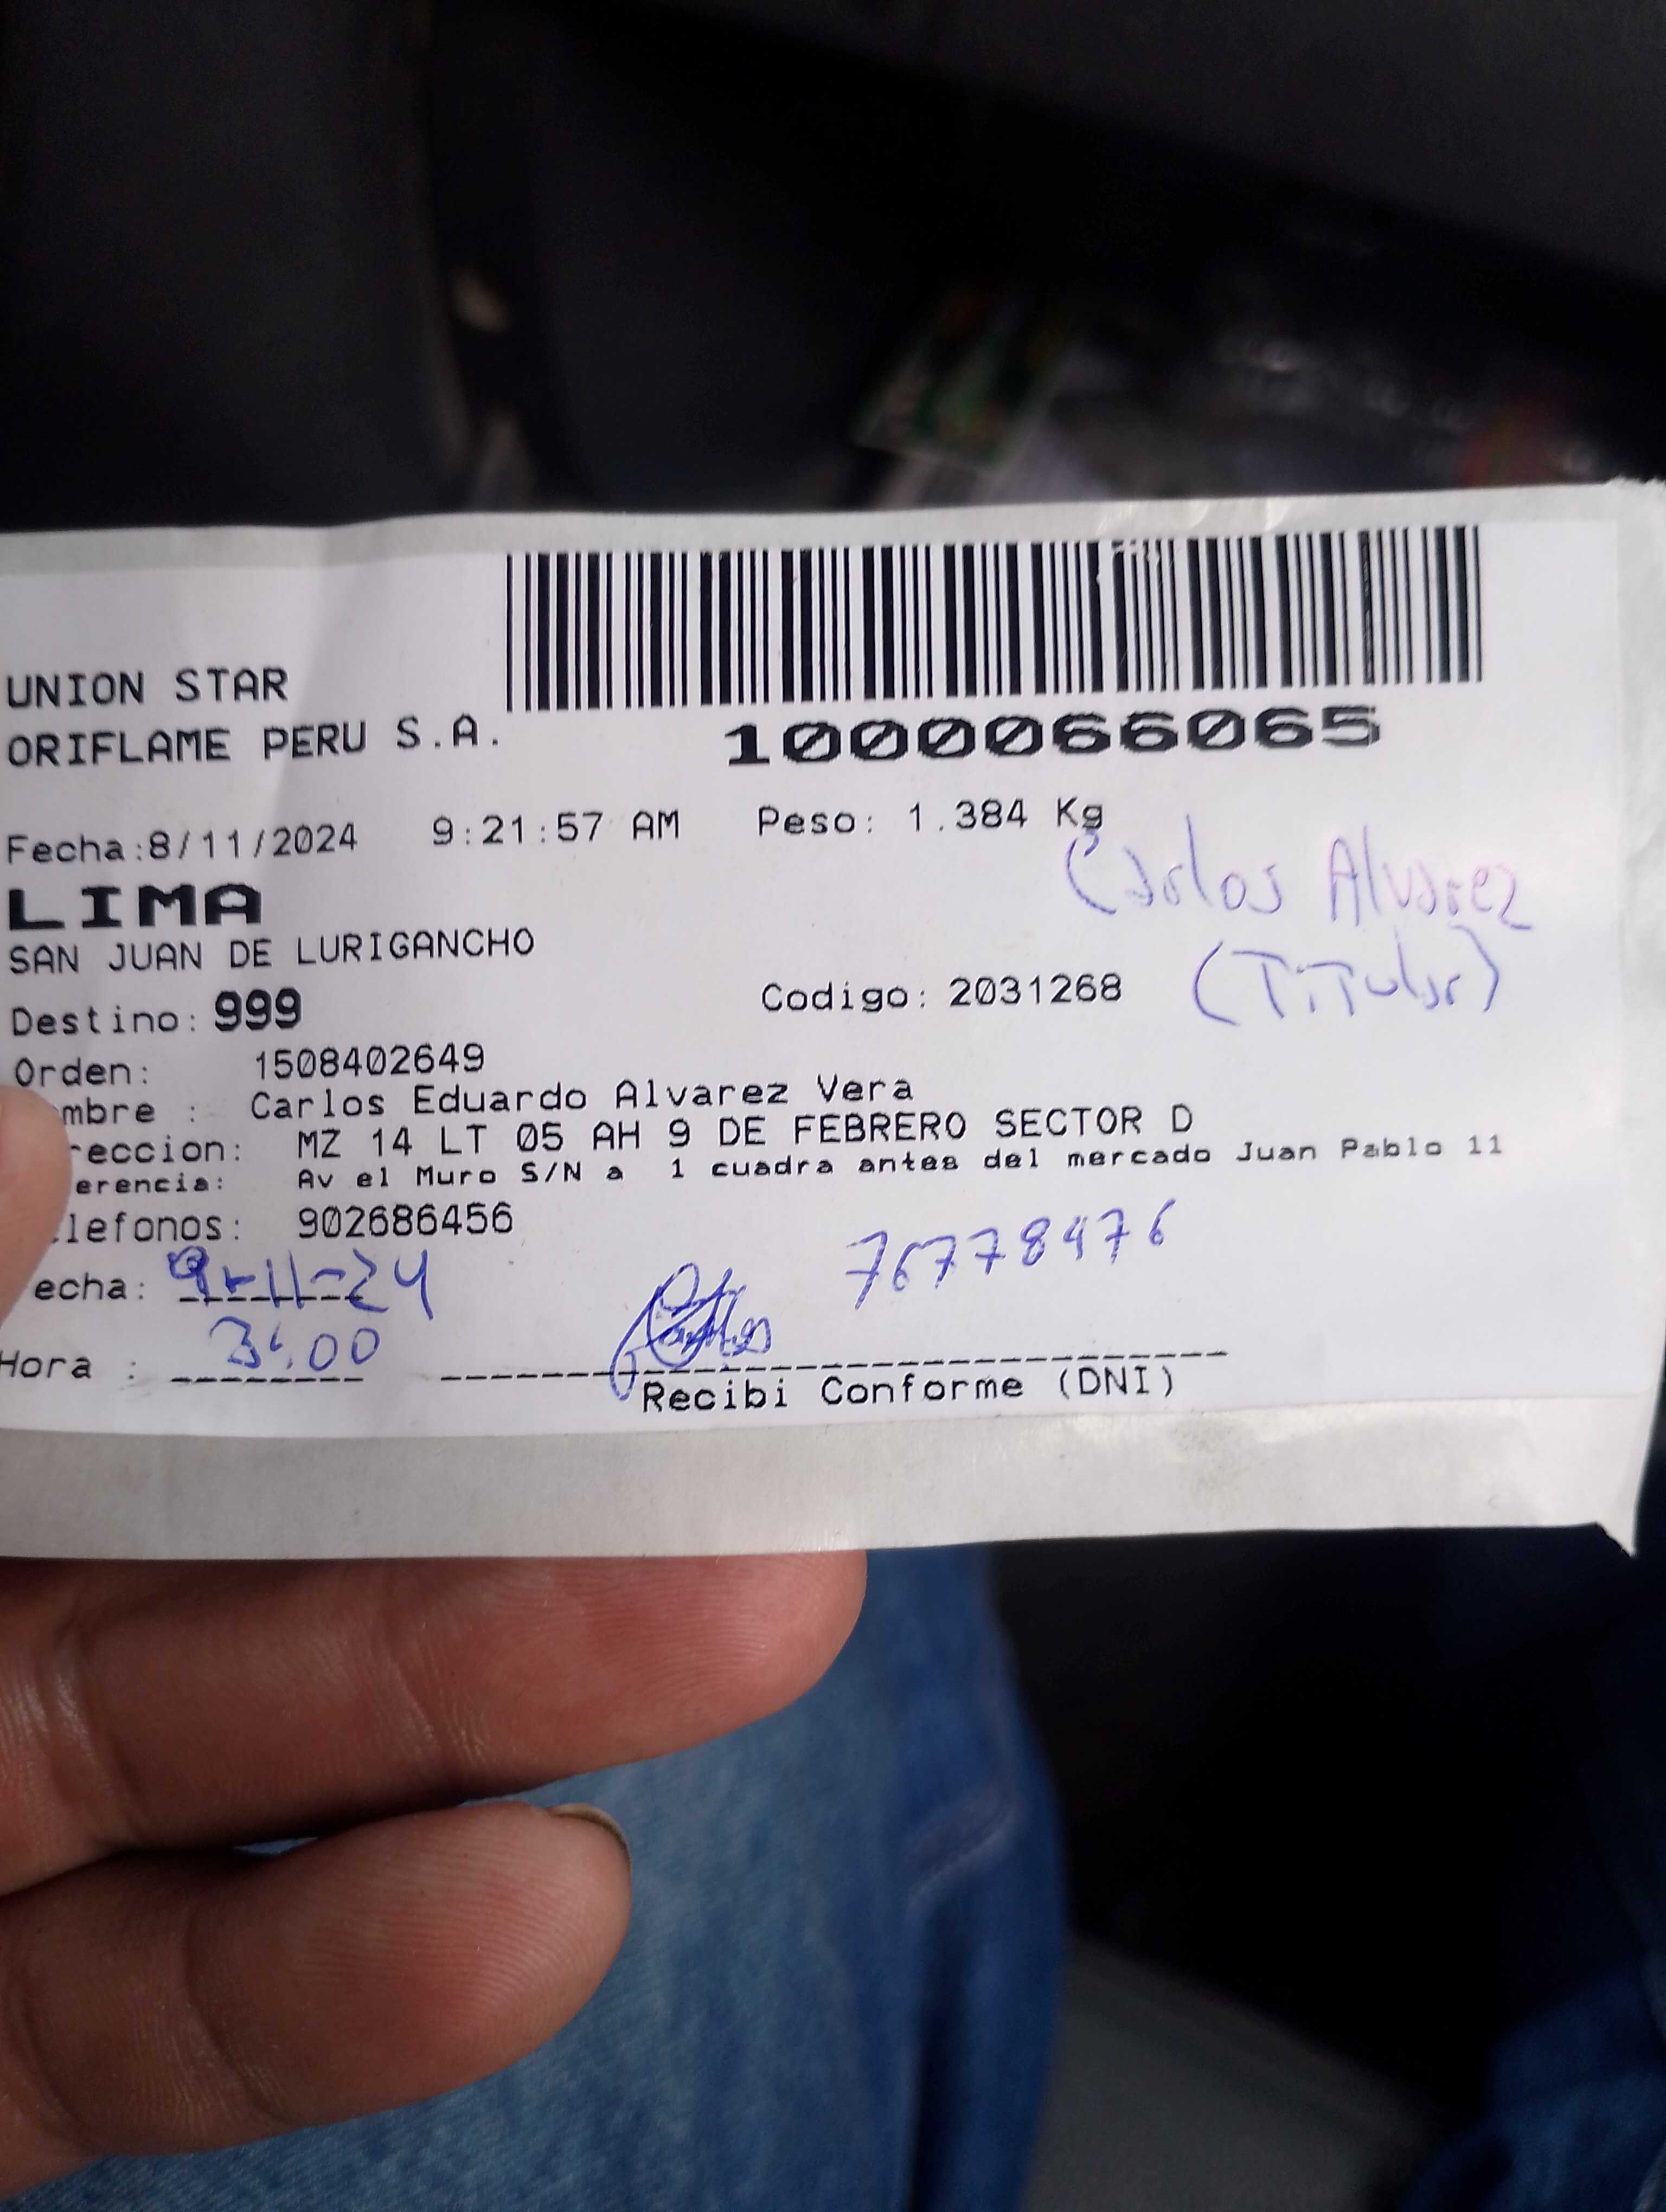 UNION STAR
ORIFLAME PERU S.A.
1000066065
Fecha:8/11/2024 9:21:57 AM Peso: 1.384 Kg
Carlos Alvarez
LIMA
SAN JUAN DE LURIGANCHO
(Titular)
Destino: 999 Codigo: 2031268
Orden: 1508402649
mbre : Carlos Eduardo Alvarez Vera
reccion: MZ 14 LT 05 AH 9 DE FEBRERO SECTOR D
erencia: Av el Muro S/N a 1 cuadra antes del mercado Juan Pablo 11
lefonos: 902686456
76778976
echa: 9-11-24
Hora : 3:00
Recibi Conforme (DNI)